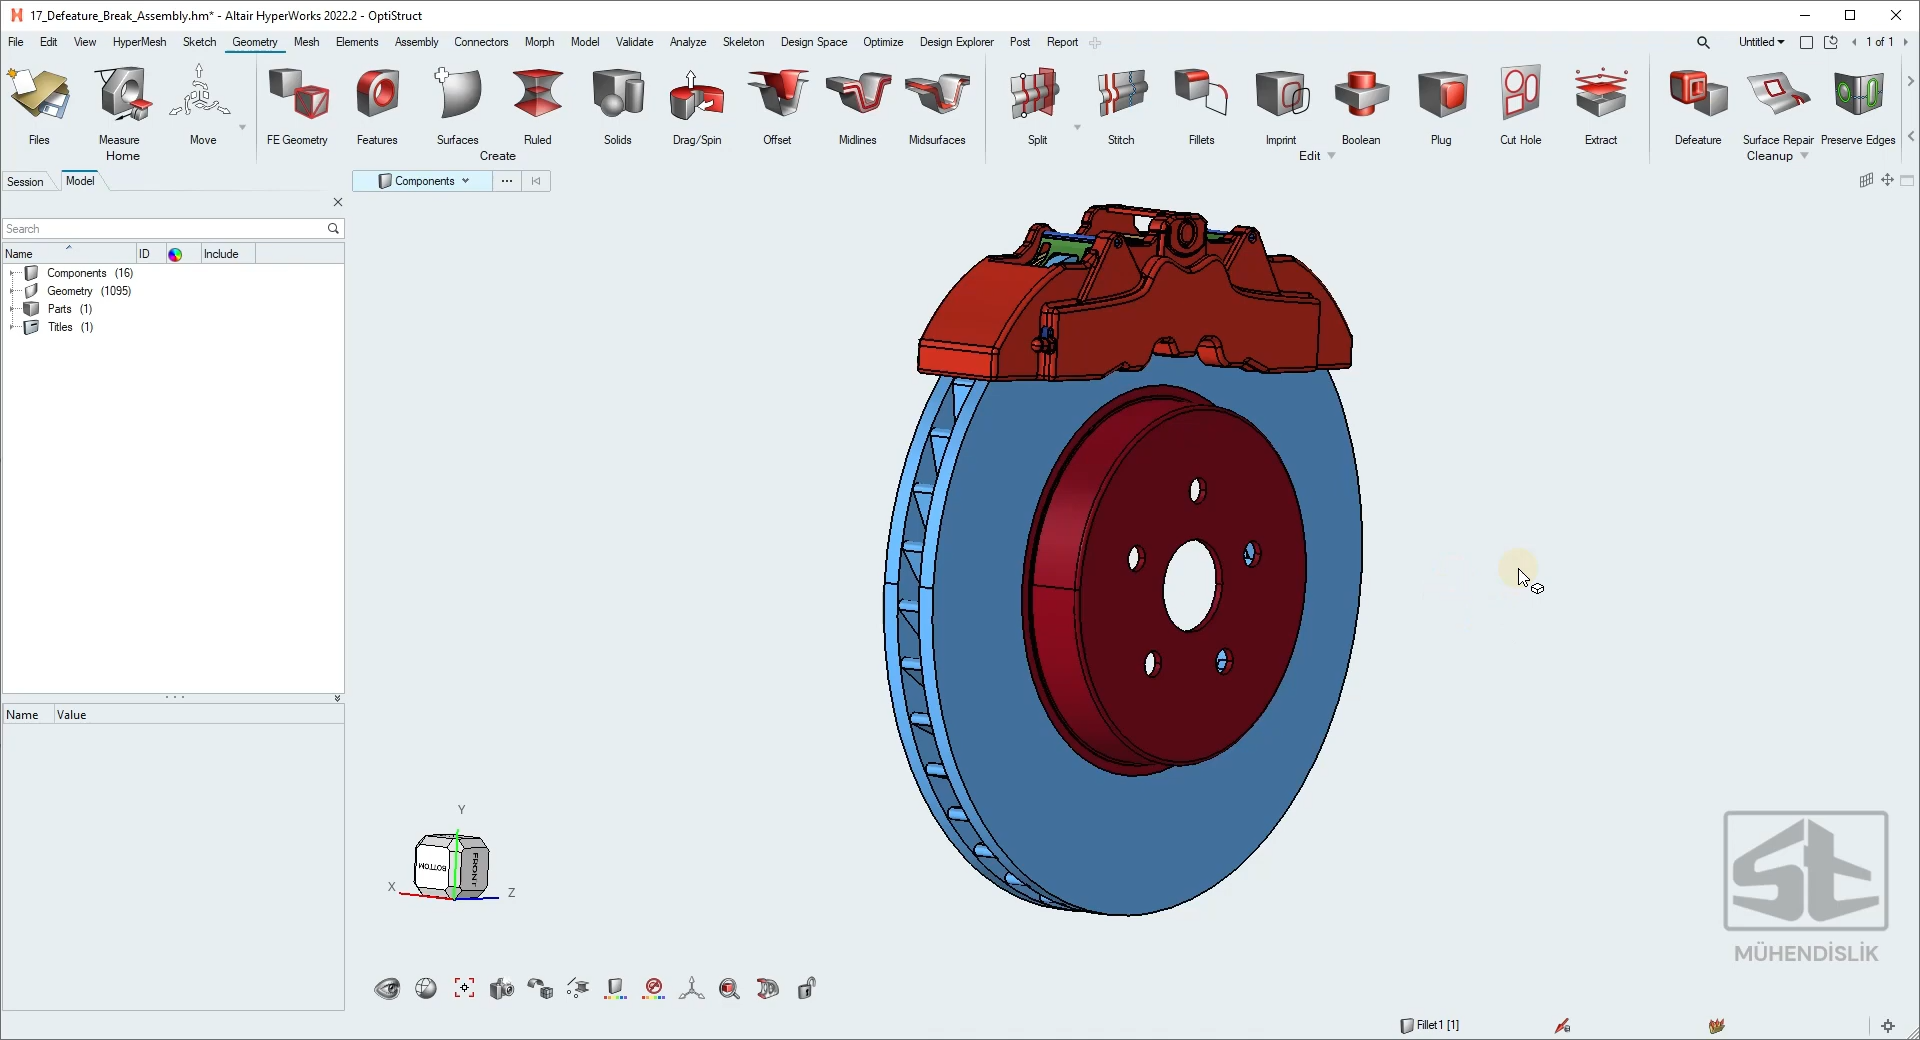 17_Defeature_Break_Assembly.hm* - Altair HyperWorks 2022.2 - OptiStruct
File Edit View HyperMesh Sketch Geometry Mesh Elements Assembly Connectors Morph Model Validate Analyze Skeleton Design Space Optimize Design Explorer Post Report Untitled 1 of 1
Files Measure Move FE Geometry Features Surfaces Ruled Solids Drag/Spin Offset Midlines Midsurfaces Split Stitch Fillets Imprint Boolean Plug Cut Hole Extract Defeature Surface Repair Preserve Edges
Home Create Edit Cleanup
Session Model Components ...
Search
Name ID Include
Components (16)
Geometry (1095)
Parts (1)
Titles (1)
Name Value
Y
BOTTOM FRONT
X Z
st
MÜHENDİSLİK
Fillet1 [1]